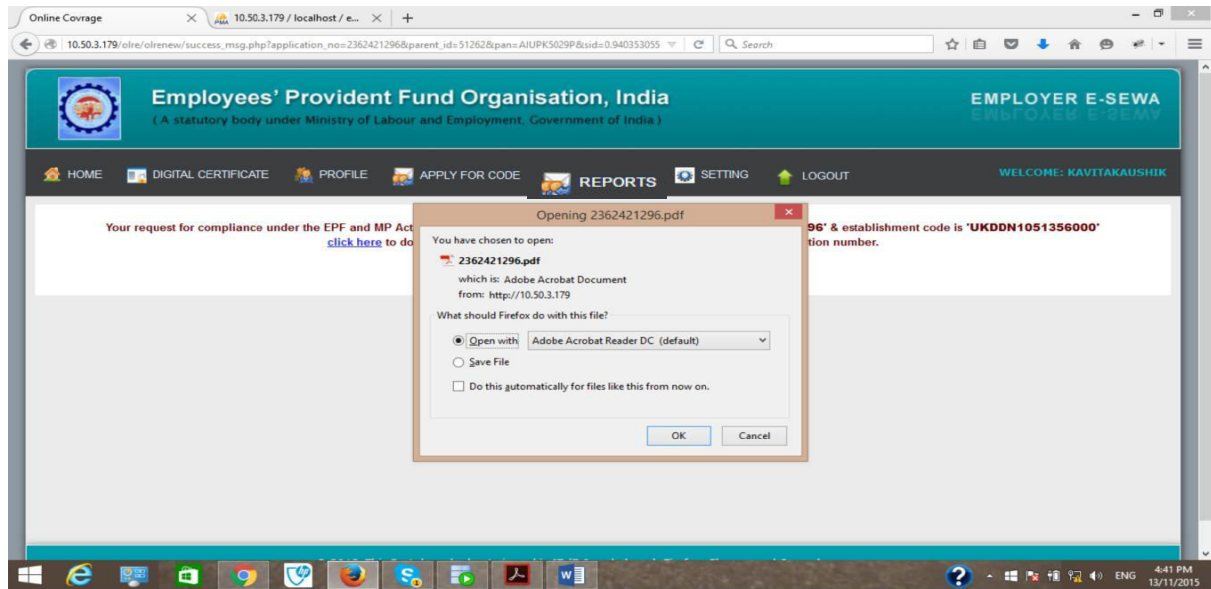 Online Covrage
10.50.3.179 / localhost / e...
10.50.3.179/olre/olrenew/success_msg.php?application_no=2362421296&parent_id=51262&pan=AIUPK5029P&sid=0.940353055
Search
Employees' Provident Fund Organisation, India
( A statutory body under Ministry of Labour and Employment, Government of India )
EMPLOYER E-SEWA
HOME DIGITAL CERTIFICATE PROFILE APPLY FOR CODE REPORTS SETTING LOGOUT WELCOME: KAVITAKAUSHIK
Your request for compliance under the EPF and MP Act 96' & establishment code is 'UKDDN1051356000'
click here to do tion number.
Opening 2362421296.pdf
You have chosen to open:
2362421296.pdf
which is: Adobe Acrobat Document
from: http://10.50.3.179
What should Firefox do with this file?
Open with Adobe Acrobat Reader DC (default)
Save File
Do this automatically for files like this from now on.
OK Cancel
ENG
4:41 PM
13/11/2015